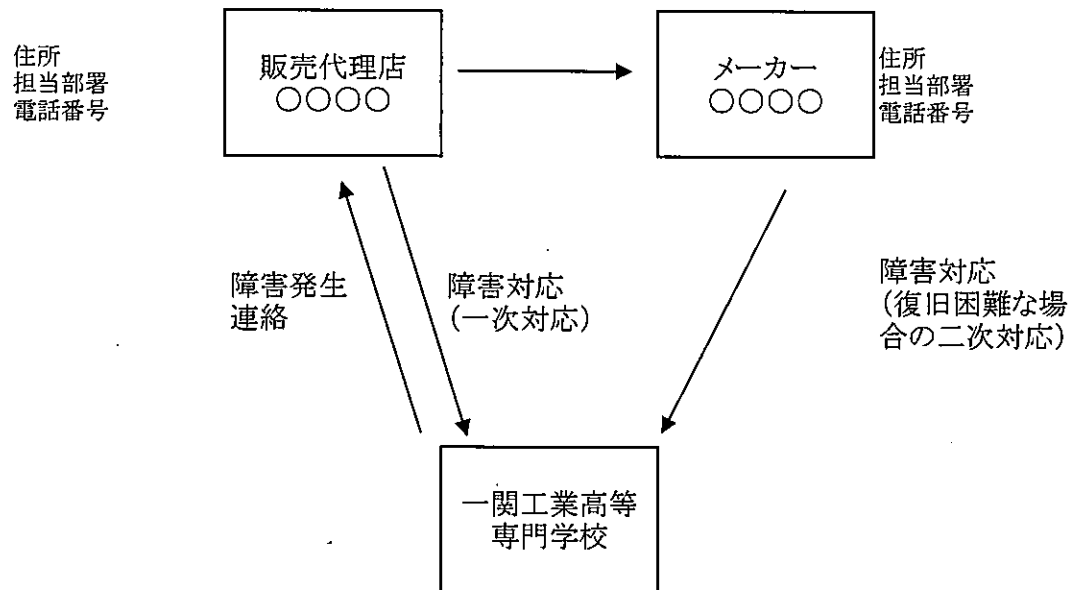 住所
担当部署
電話番号
販売代理店
○○○○
メーカー
○○○○
住所
担当部署
電話番号
障害発生
連絡
障害対応
(一次対応)
障害対応
(復旧困難な場
合の二次対応)
一関工業高等
専門学校